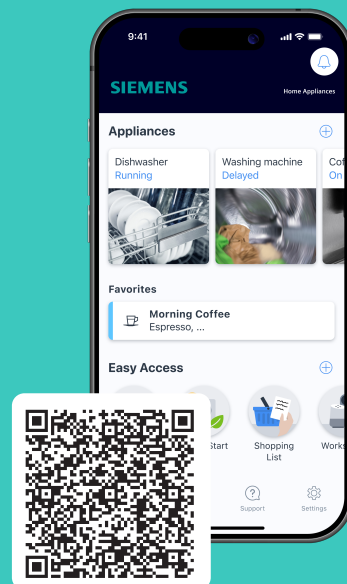 9:41
SIEMENS
Home Appliances
Appliances
Dishwasher
Running
Washing machine
Delayed
Cof
On
Favorites
Morning Coffee
Espresso, ...
Easy Access
Start
Shopping
List
Works
Support
Settings